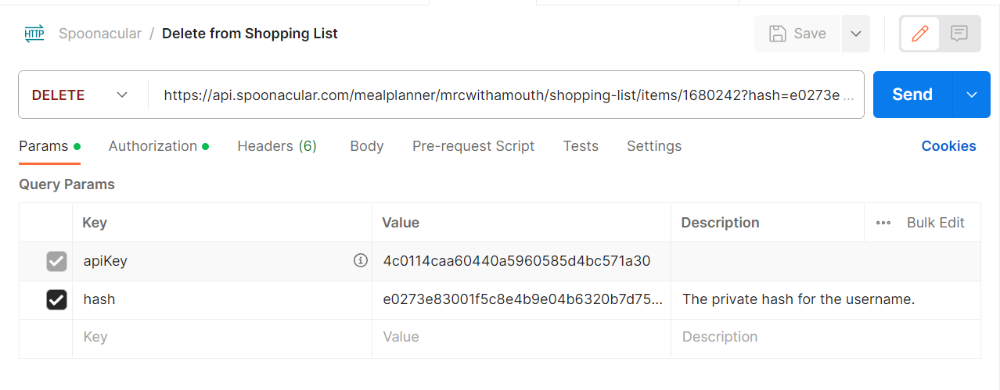 HTTP Spoonacular / Delete from Shopping List Save
DELETE https://api.spoonacular.com/mealplanner/mrcwithamouth/shopping-list/items/1680242?hash=e0273e ... Send
Params Authorization Headers (6) Body Pre-request Script Tests Settings Cookies
Query Params
Key Value Description Bulk Edit
apiKey 4c0114caa60440a5960585d4bc571a30
hash e0273e83001f5c8e4b9e04b6320b7d75... The private hash for the username.
Key Value Description